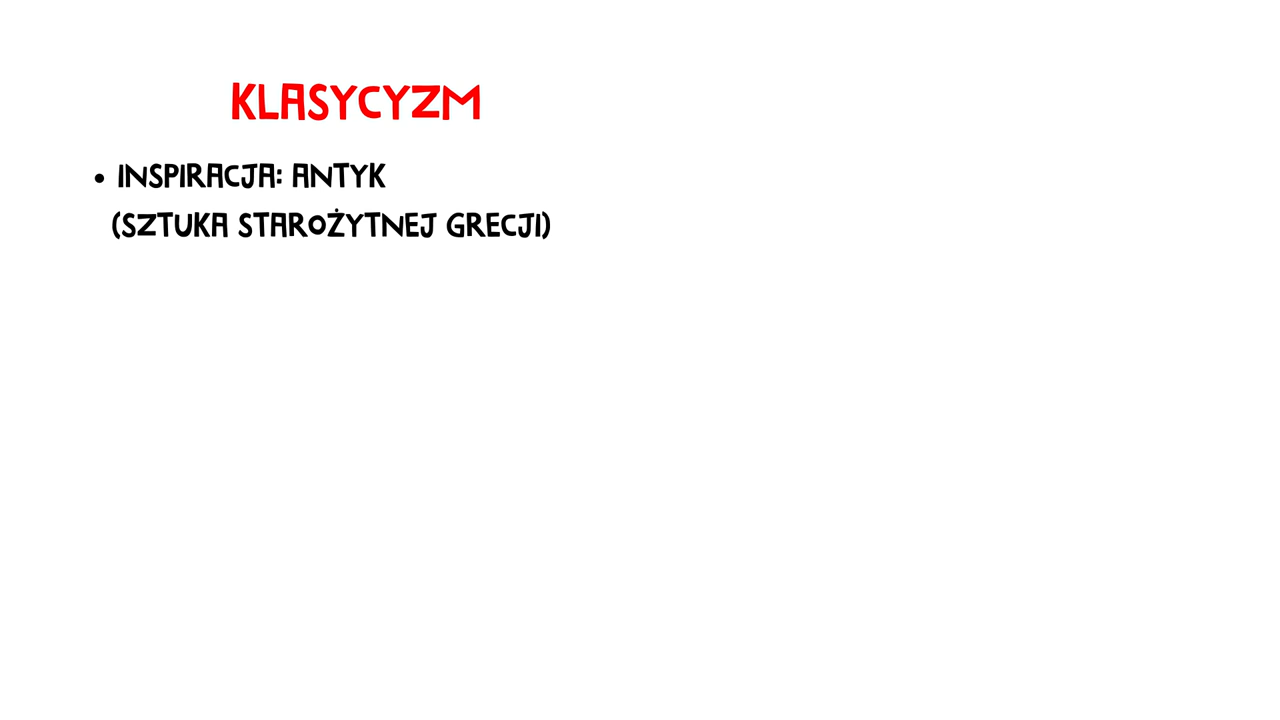 KLASYCYZM
• INSPIRACJA: ANTYK
(SZTUKA STAROŻYTNEJ GRECJI)